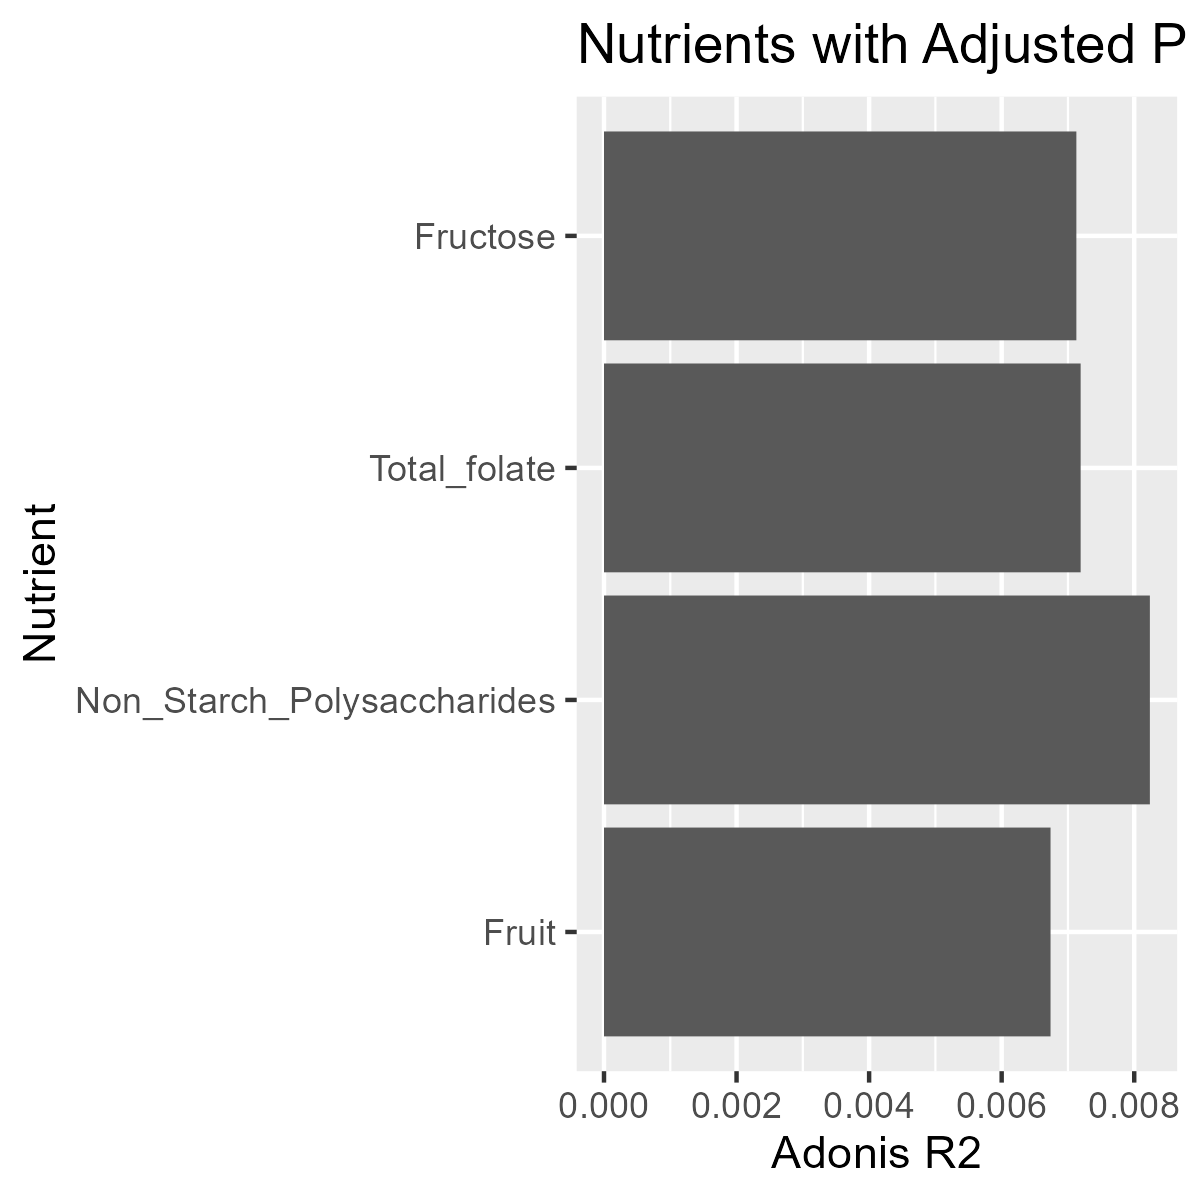 Nutrients with Adjusted P
Fructose
Total_folate
Non_Starch_Polysaccharides
Fruit
Nutrient
0.000 0.002 0.004 0.006 0.008
Adonis R2